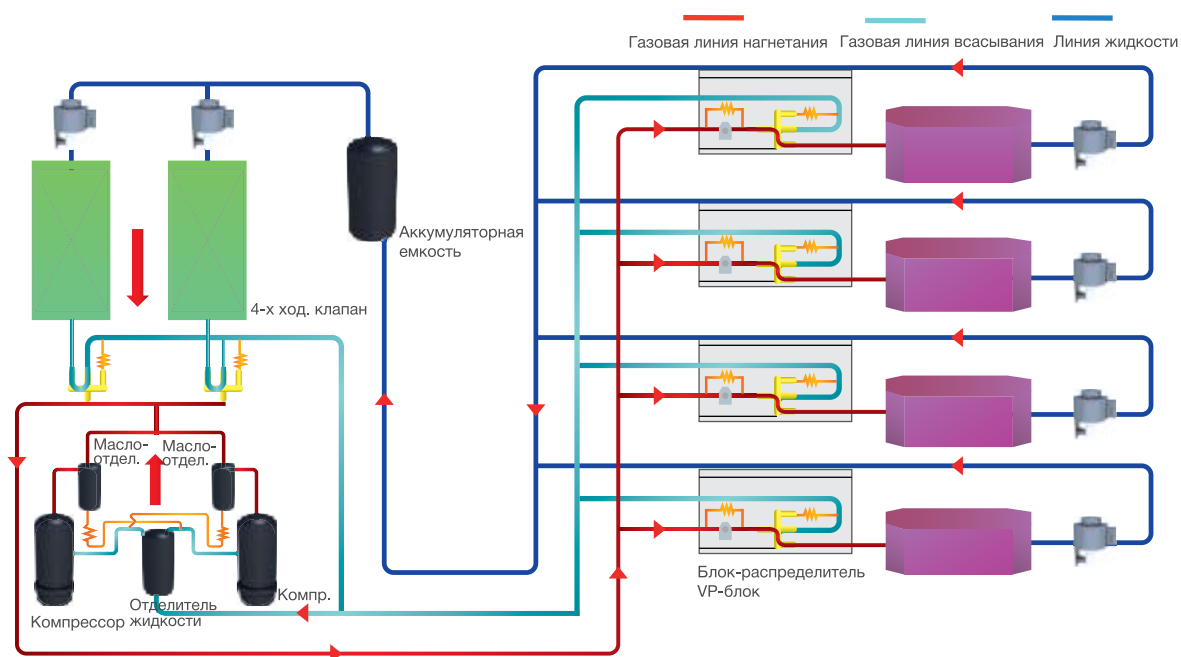 Газовая линия нагнетания
Газовая линия всасывания
Линия жидкости
Аккумуляторная
емкость
4-х ход. клапан
Масло-
отдел.
Масло-
отдел.
Компрессор
Отделитель
жидкости
Компр.
Блок-распределитель
VP-блок